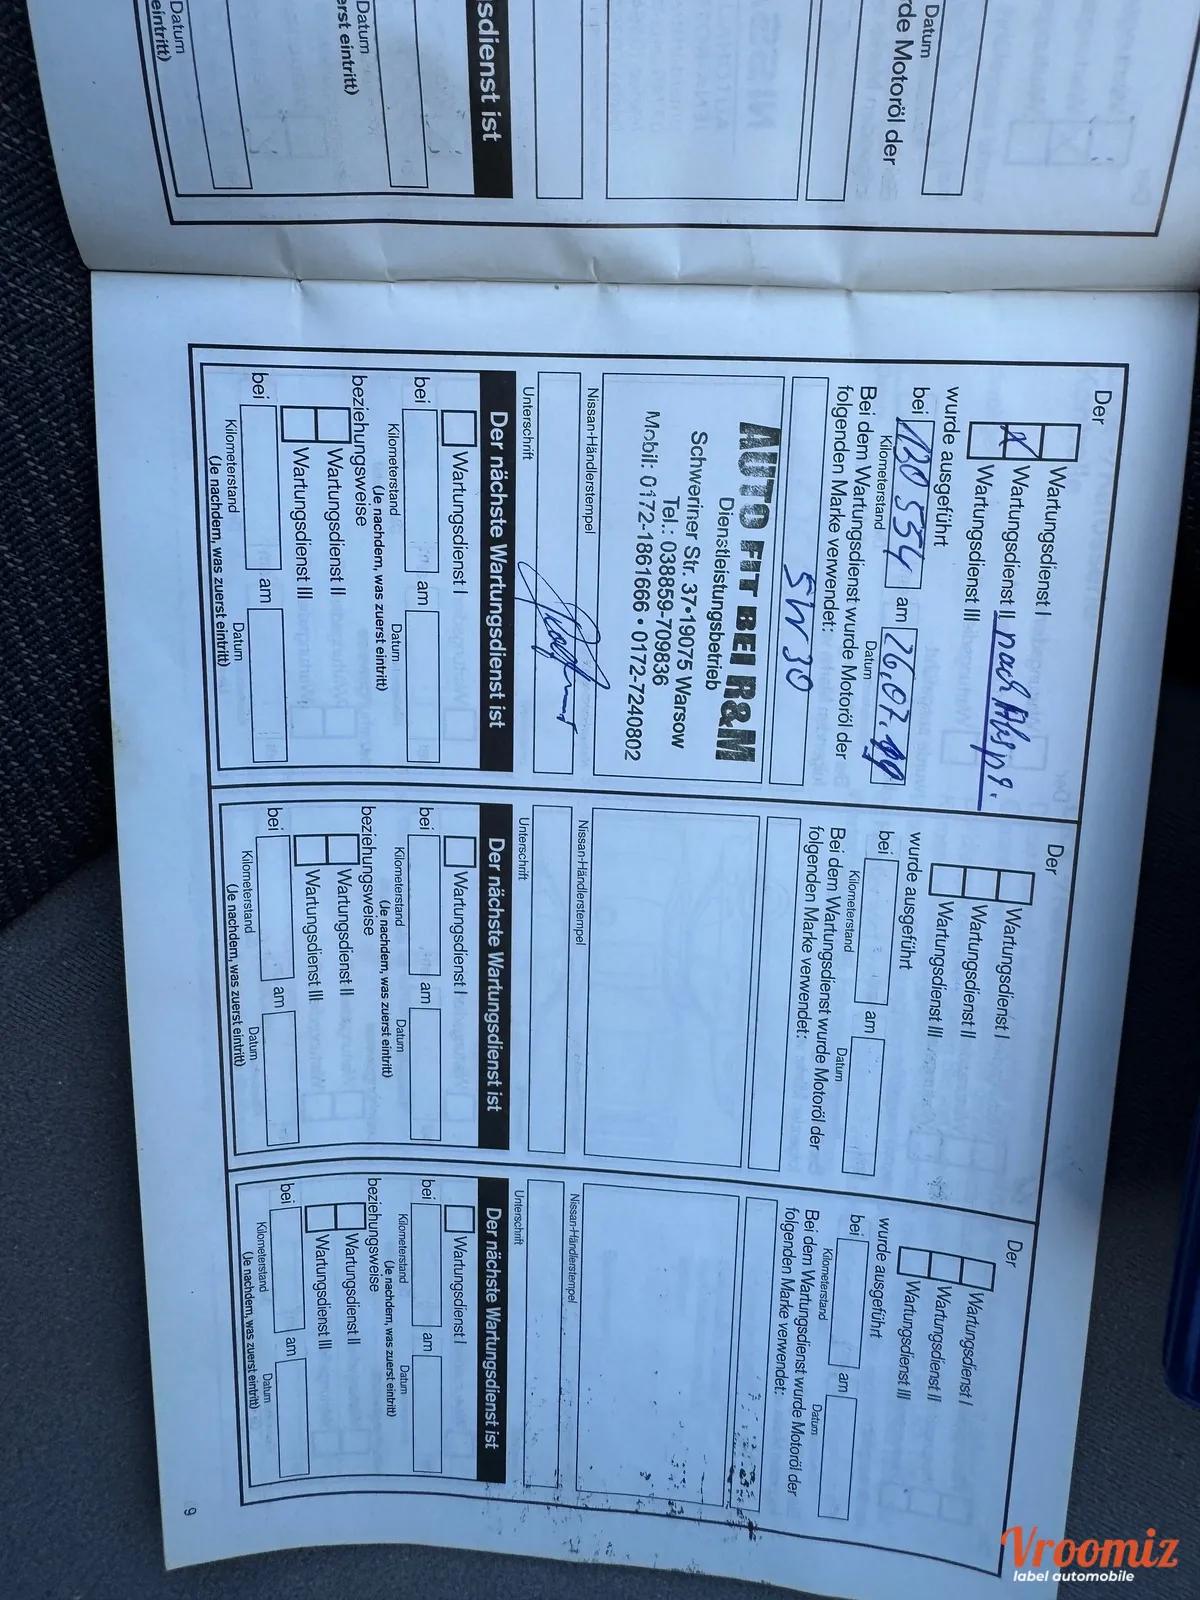 Datum
rde Motoröl der
sdienst ist
Datum
erst eintritt)
Datum
eintritt)
Der
Wartungsdienst I
X Wartungsdienst II nach Abspr.
Wartungsdienst III
wurde ausgeführt
bei 120 554 am 26.07.
Kilometerstand Datum
Bei dem Wartungsdienst wurde Motoröl der
folgenden Marke verwendet:
5W30
AUTO FIT BEI R&M
Dienstleistungsbetrieb
Schweriner Str. 37•19075 Warsow
Tel.: 038859-709836
Mobil: 0172-1861666 • 0172-7240802
Nissan-Händlerstempel
Unterschrift
Der nächste Wartungsdienst ist
Wartungsdienst I
bei am
Kilometerstand Datum
(Je nachdem, was zuerst eintritt)
beziehungsweise
Wartungsdienst II
Wartungsdienst III
bei am
Kilometerstand Datum
(Je nachdem, was zuerst eintritt)
Der
Wartungsdienst I
Wartungsdienst II
Wartungsdienst III
wurde ausgeführt
bei am
Kilometerstand Datum
Bei dem Wartungsdienst wurde Motoröl der
folgenden Marke verwendet:
Nissan-Händlerstempel
Unterschrift
Der nächste Wartungsdienst ist
Wartungsdienst I
bei am
Kilometerstand Datum
(Je nachdem, was zuerst eintritt)
beziehungsweise
Wartungsdienst II
Wartungsdienst III
bei am
Kilometerstand Datum
(Je nachdem, was zuerst eintritt)
Der
Wartungsdienst I
Wartungsdienst II
Wartungsdienst III
wurde ausgeführt
bei am
Kilometerstand Datum
Bei dem Wartungsdienst wurde Motoröl der
folgenden Marke verwendet:
Nissan-Händlerstempel
Unterschrift
Der nächste Wartungsdienst ist
Wartungsdienst I
bei am
Kilometerstand Datum
(Je nachdem, was zuerst eintritt)
beziehungsweise
Wartungsdienst II
Wartungsdienst III
bei am
Kilometerstand Datum
(Je nachdem, was zuerst eintritt)
9
Vroomiz
label automobile